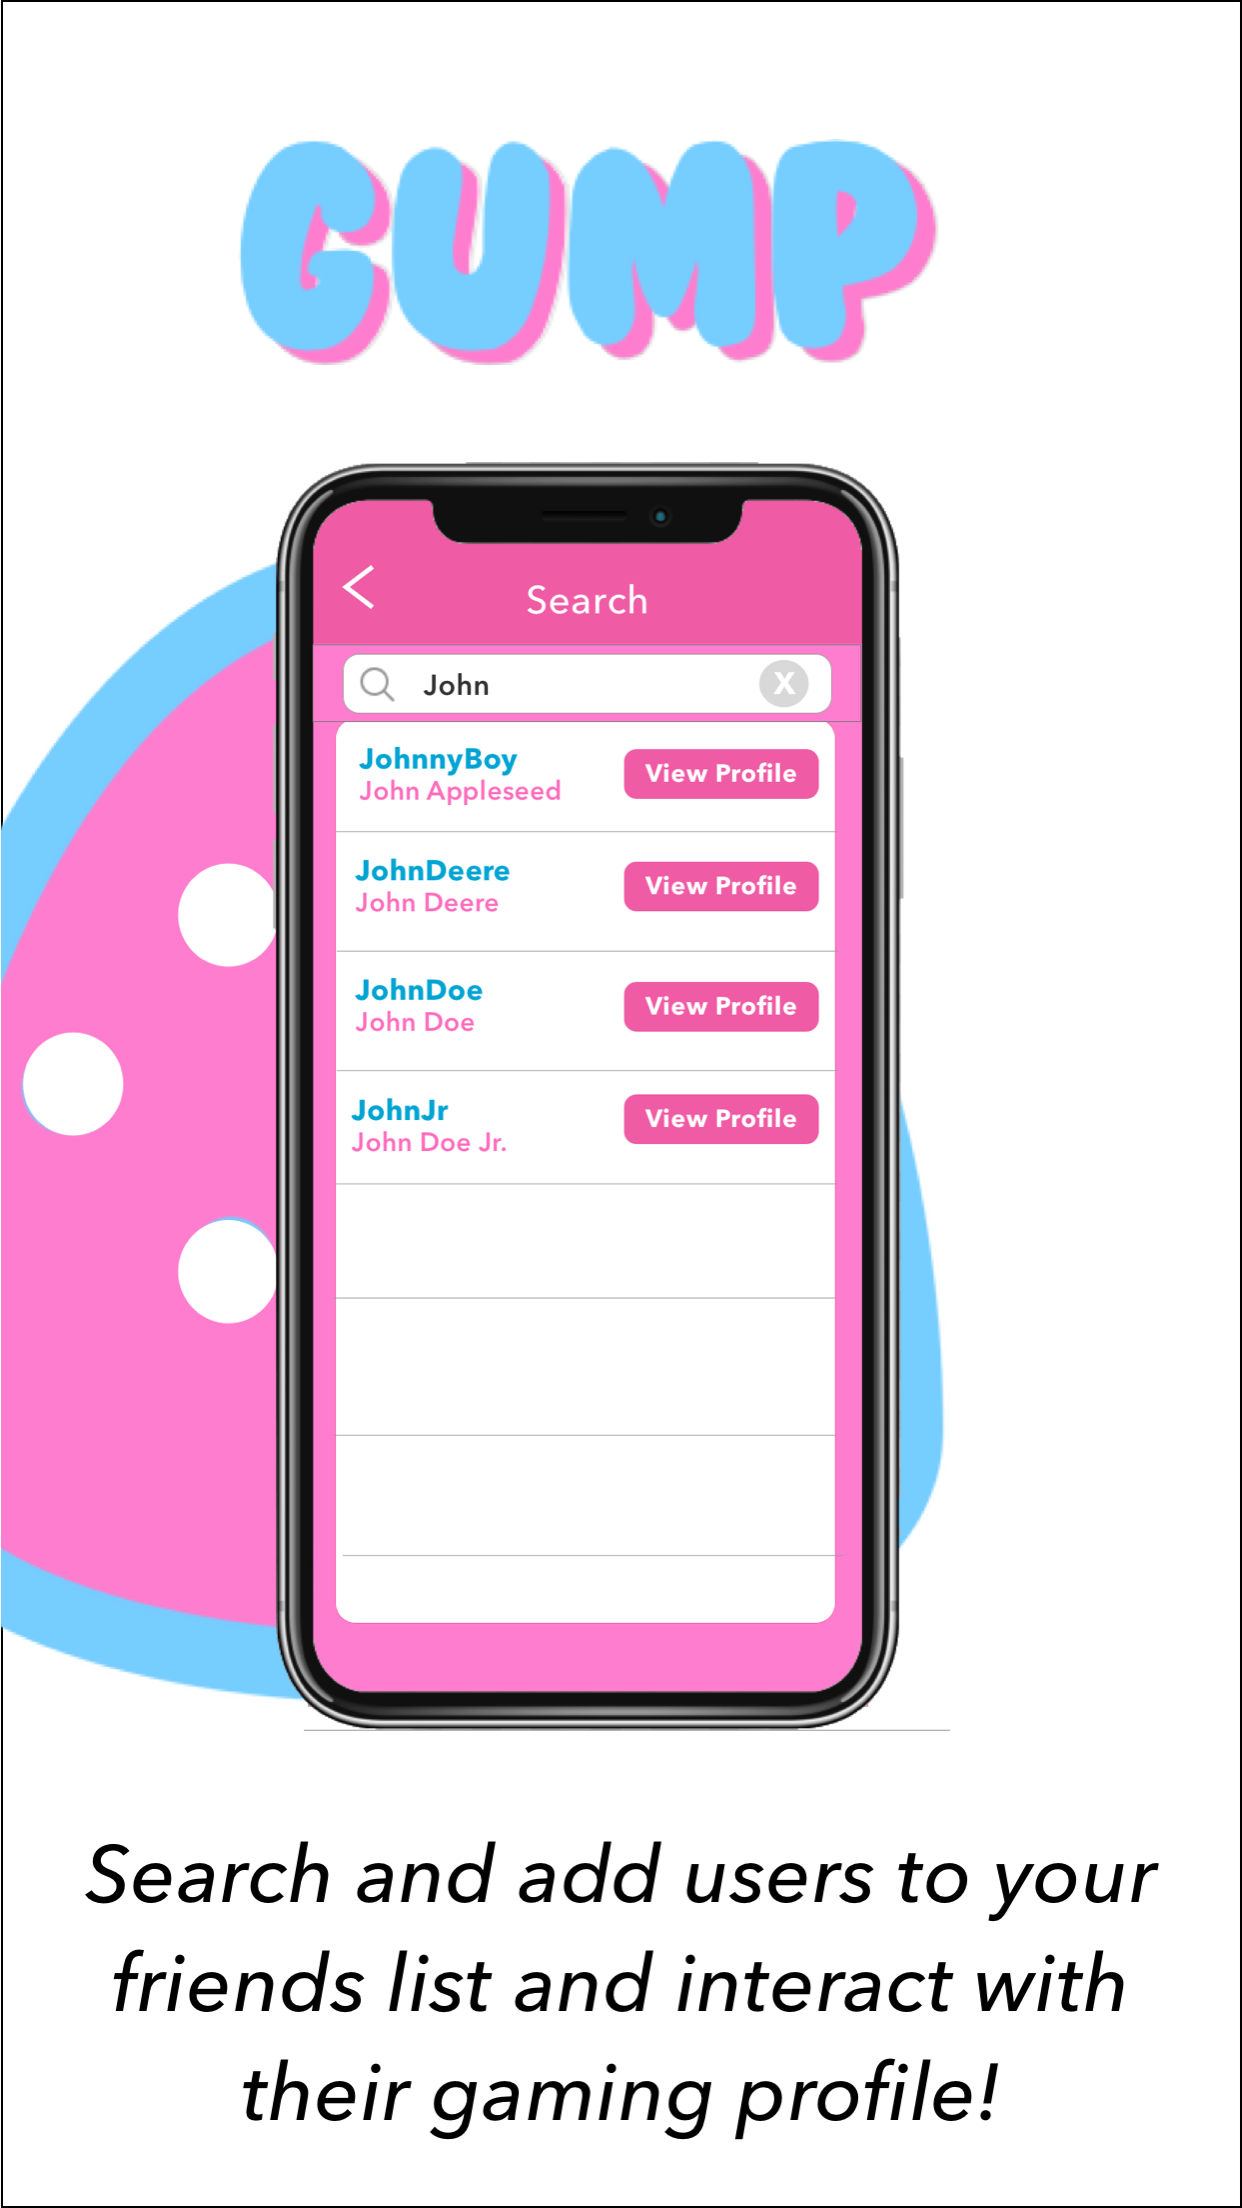 GUMP
Search
John
X
JohnnyBoy
John Appleseed
View Profile
JohnDeere
John Deere
View Profile
JohnDoe
John Doe
View Profile
JohnJr
John Doe Jr.
View Profile
Search and add users to your
friends list and interact with
their gaming profile!